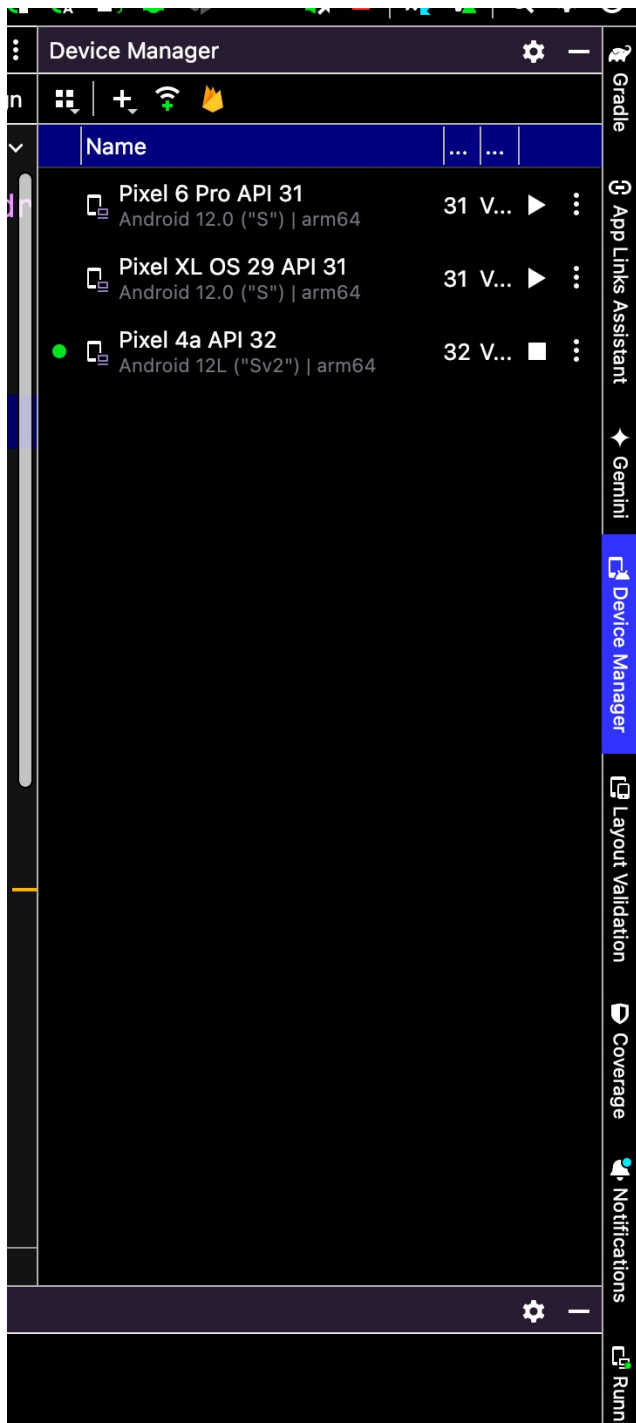 Device Manager
Name
...
...
Pixel 6 Pro API 31
Android 12.0 ("S") | arm64
31 V...
Pixel XL OS 29 API 31
Android 12.0 ("S") | arm64
31 V...
Pixel 4a API 32
Android 12L ("Sv2") | arm64
32 V...
Gradle
App Links Assistant
Gemini
Device Manager
Layout Validation
Coverage
Notifications